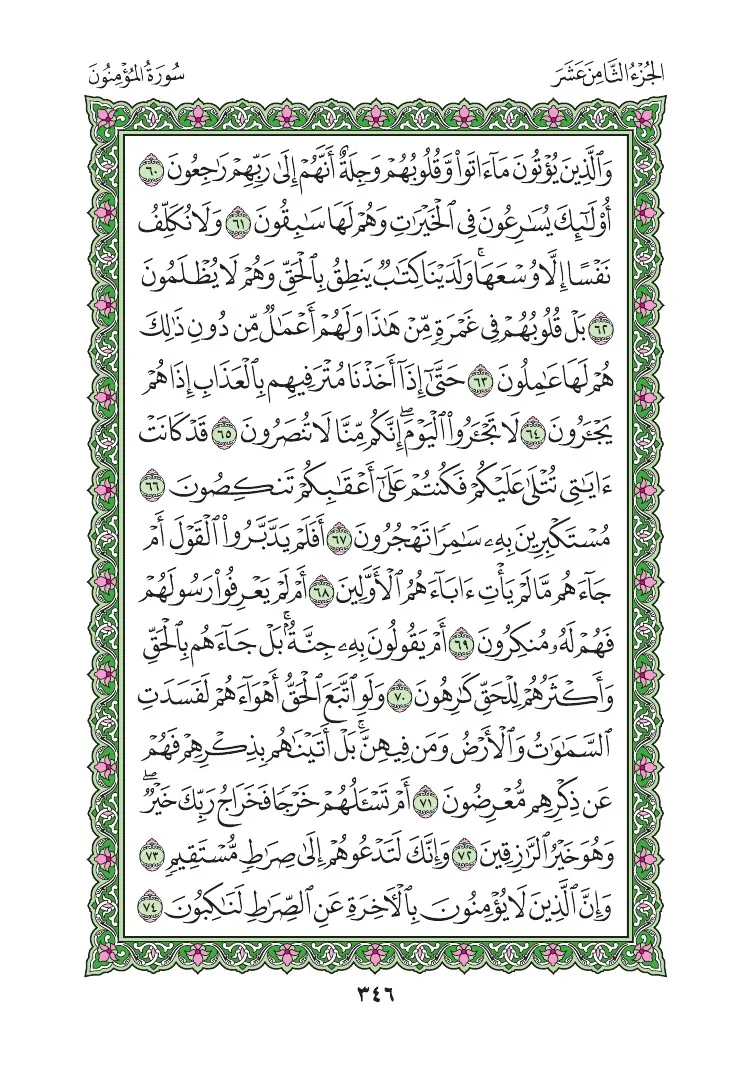 الجُزْءُ الثَّامِنَ عَشَرَ
سُورَةُ المُؤْمِنُونَ
وَٱلَّذِينَ يُؤْتُونَ مَآ ءَاتَوا۟ وَّقُلُوبُهُمْ وَجِلَةٌ أَنَّهُمْ إِلَىٰ رَبِّهِمْ رَٰجِعُونَ ٦٠
أُو۟لَٰٓئِكَ يُسَٰرِعُونَ فِى ٱلْخَيْرَٰتِ وَهُمْ لَهَا سَٰبِقُونَ ٦١ وَلَا نُكَلِّفُ
نَفْسًا إِلَّا وُسْعَهَاۚ وَلَدَيْنَا كِتَٰبٌ يَنطِقُ بِٱلْحَقِّ وَهُمْ لَا يُظْلَمُونَ
٦٢ بَلْ قُلُوبُهُمْ فِى غَمْرَةٍ مِّنْ هَٰذَا وَلَهُمْ أَعْمَٰلٌ مِّن دُونِ ذَٰلِكَ
هُمْ لَهَا عَٰمِلُونَ ٦٣ حَتَّىٰٓ إِذَآ أَخَذْنَا مُتْرَفِيهِم بِٱلْعَذَابِ إِذَا هُمْ
يَجْـَٔرُونَ ٦٤ لَا تَجْـَٔرُوا۟ ٱلْيَوْمَۖ إِنَّكُم مِّنَّا لَا تُنصَرُونَ ٦٥ قَدْ كَانَتْ
ءَايَٰتِى تُتْلَىٰ عَلَيْكُمْ فَكُنتُمْ عَلَىٰٓ أَعْقَٰبِكُمْ تَنكِصُونَ ٦٦
مُسْتَكْبِرِينَ بِهِۦ سَٰمِرًا تَهْجُرُونَ ٦٧ أَفَلَمْ يَدَّبَّرُوا۟ ٱلْقَوْلَ أَمْ
جَآءَهُم مَّا لَمْ يَأْتِ ءَابَآءَهُمُ ٱلْأَوَّلِينَ ٦٨ أَمْ لَمْ يَعْرِفُوا۟ رَسُولَهُمْ
فَهُمْ لَهُۥ مُنكِرُونَ ٦٩ أَمْ يَقُولُونَ بِهِۦ جِنَّةٌۢۚ بَلْ جَآءَهُم بِٱلْحَقِّ
وَأَكْثَرُهُمْ لِلْحَقِّ كَٰرِهُونَ ٧٠ وَلَوِ ٱتَّبَعَ ٱلْحَقُّ أَهْوَآءَهُمْ لَفَسَدَتِ
ٱلسَّمَٰوَٰتُ وَٱلْأَرْضُ وَمَن فِيهِنَّۚ بَلْ أَتَيْنَٰهُم بِذِكْرِهِمْ فَهُمْ
عَن ذِكْرِهِم مُّعْرِضُونَ ٧١ أَمْ تَسْـَٔلُهُمْ خَرْجًا فَخَرَاجُ رَبِّكَ خَيْرٌۖ
وَهُوَ خَيْرُ ٱلرَّٰزِقِينَ ٧٢ وَإِنَّكَ لَتَدْعُوهُمْ إِلَىٰ صِرَٰطٍ مُّسْتَقِيمٍ ٧٣
وَإِنَّ ٱلَّذِينَ لَا يُؤْمِنُونَ بِٱلْأَخِرَةِ عَنِ ٱلصِّرَٰطِ لَنَٰكِبُونَ ٧٤
٣٤٦